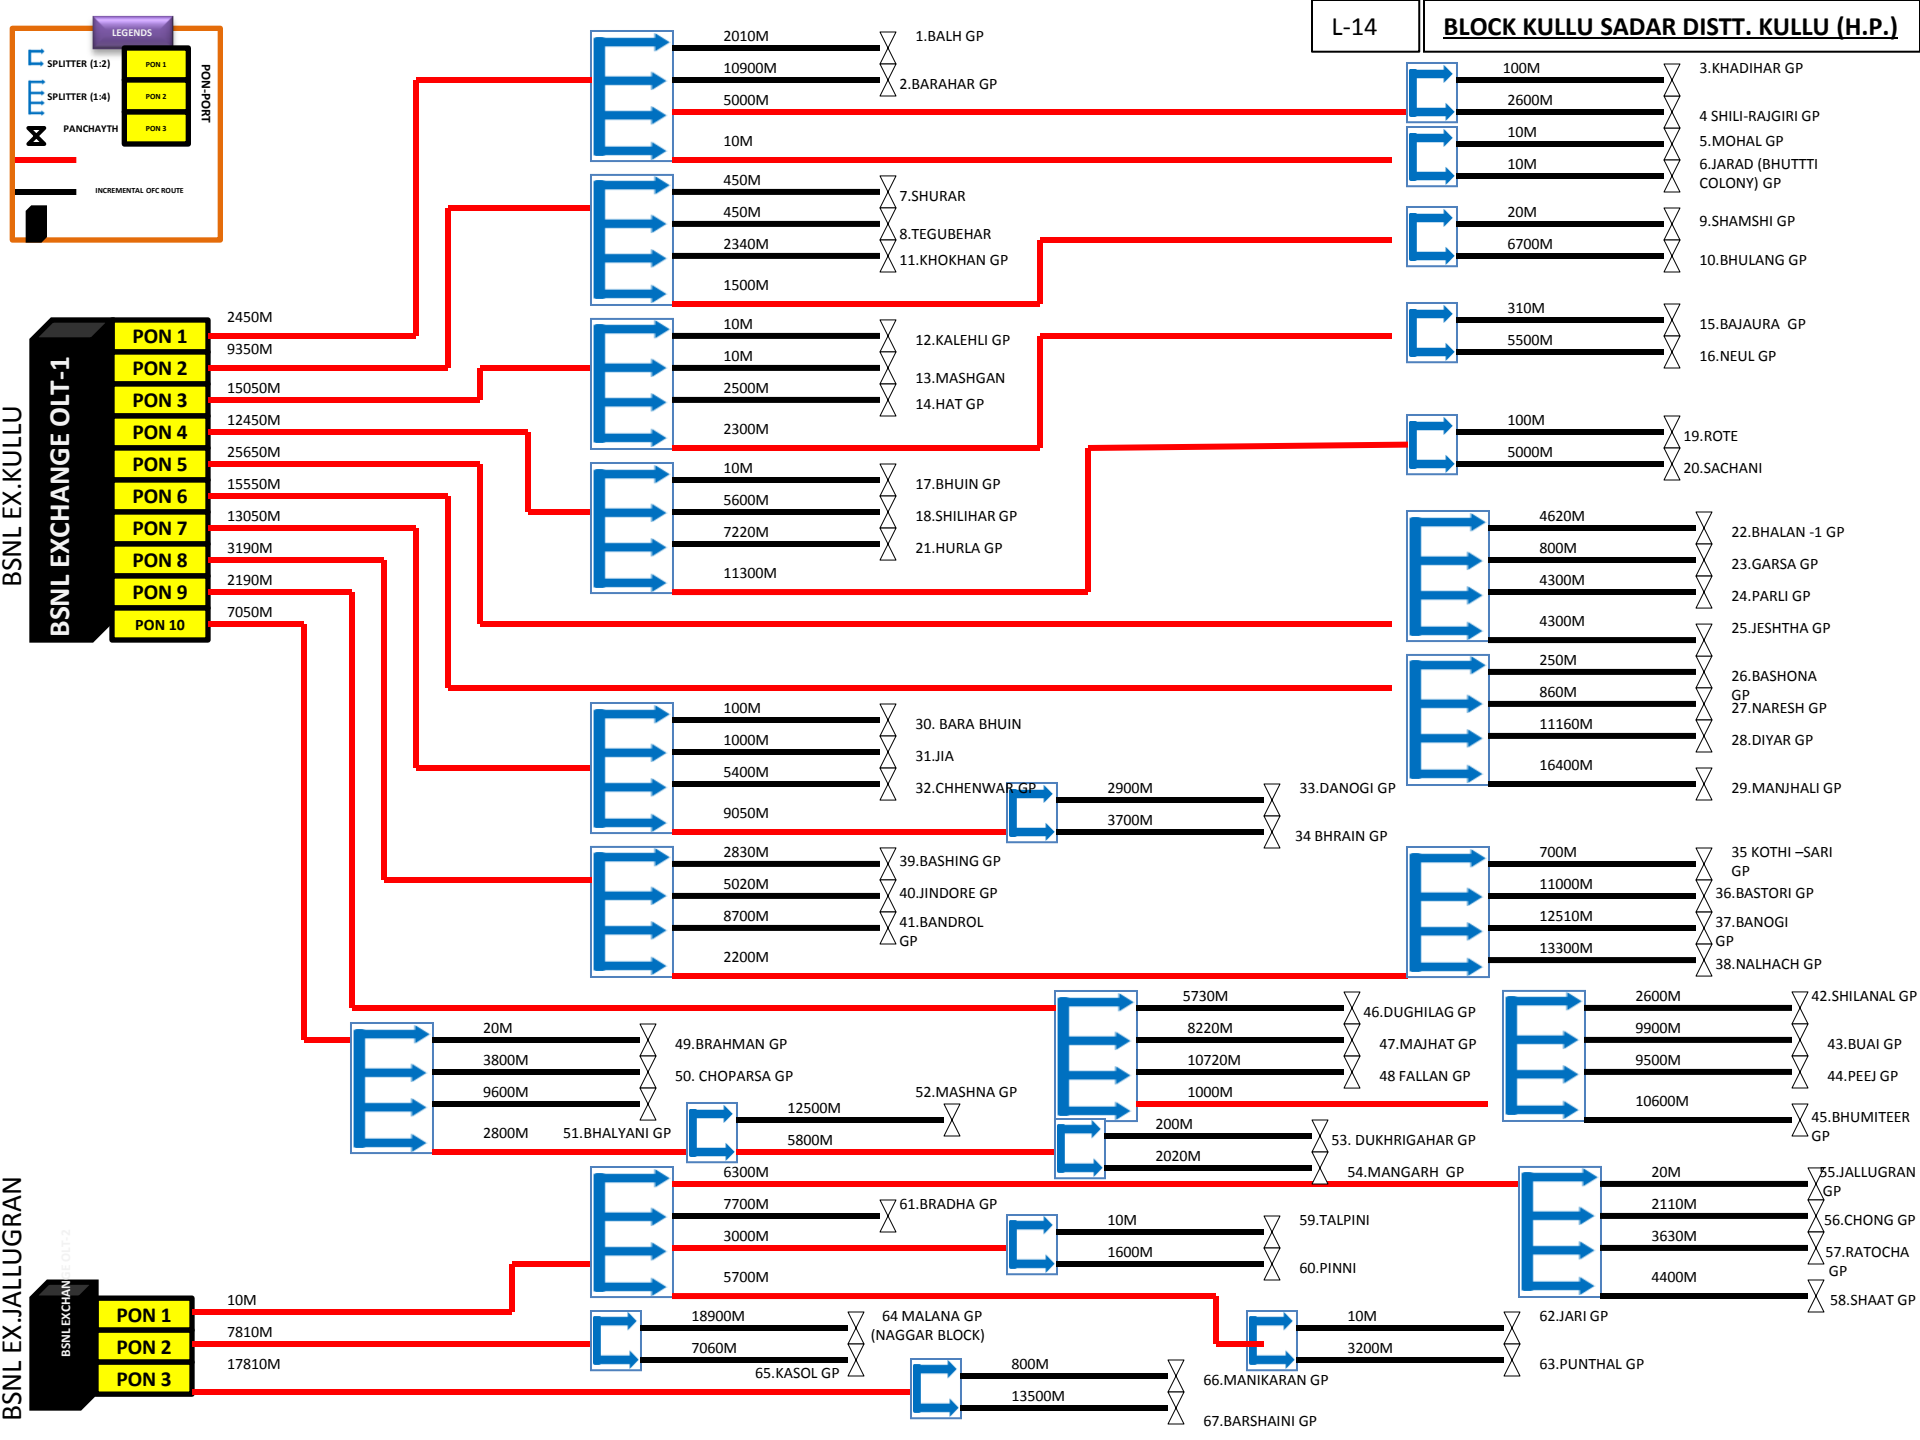 L-14
BLOCK KULLU SADAR DISTT. KULLU (H.P.)
LEGENDS
SPLITTER (1:2)
SPLITTER (1:4)
PANCHAYTH
PON 1
PON 2
PON 3
PON-PORT
INCREMENTAL OFC ROUTE
BSNL EX.KULLU
BSNL EXCHANGE OLT-1
PON 1
PON 2
PON 3
PON 4
PON 5
PON 6
PON 7
PON 8
PON 9
PON 10
2450M
9350M
15050M
12450M
25650M
15550M
13050M
3190M
2190M
7050M
2010M
1.BALH GP
10900M
2.BARAHAR GP
5000M
10M
100M
3.KHADIHAR GP
2600M
4 SHILI-RAJGIRI GP
10M
5.MOHAL GP
10M
6.JARAD (BHUTTTI
COLONY) GP
450M
7.SHURAR
450M
8.TEGUBEHAR
2340M
11.KHOKHAN GP
1500M
20M
9.SHAMSHI GP
6700M
10.BHULANG GP
10M
12.KALEHLI GP
10M
13.MASHGAN
2500M
14.HAT GP
2300M
310M
15.BAJAURA  GP
5500M
16.NEUL GP
10M
17.BHUIN GP
5600M
18.SHILIHAR GP
7220M
21.HURLA GP
11300M
100M
19.ROTE
5000M
20.SACHANI
4620M
22.BHALAN -1 GP
800M
23.GARSA GP
4300M
24.PARLI GP
4300M
25.JESHTHA GP
250M
26.BASHONA
GP
860M
27.NARESH GP
11160M
28.DIYAR GP
16400M
29.MANJHALI GP
100M
30. BARA BHUIN
1000M
31.JIA
5400M
32.CHHENWAR GP
9050M
2900M
33.DANOGI GP
3700M
34 BHRAIN GP
2830M
39.BASHING GP
5020M
40.JINDORE GP
8700M
41.BANDROL
GP
2200M
700M
35 KOTHI –SARI
GP
11000M
36.BASTORI GP
12510M
37.BANOGI
GP
13300M
38.NALHACH GP
5730M
46.DUGHILAG GP
8220M
47.MAJHAT GP
10720M
48 FALLAN GP
1000M
2600M
42.SHILANAL GP
9900M
43.BUAI GP
9500M
44.PEEJ GP
10600M
45.BHUMITEER
GP
20M
49.BRAHMAN GP
3800M
50. CHOPARSA GP
9600M
51.BHALYANI GP
2800M
12500M
52.MASHNA GP
5800M
200M
53. DUKHRIGAHAR GP
2020M
54.MANGARH  GP
BSNL EX.JALLUGRAN
BSNL EXCHANGE OLT-2
PON 1
PON 2
PON 3
10M
7810M
17810M
6300M
7700M
61.BRADHA GP
3000M
5700M
10M
59.TALPINI
1600M
60.PINNI
20M
55.JALLUGRAN
GP
2110M
56.CHONG GP
3630M
57.RATOCHA
GP
4400M
58.SHAAT GP
18900M
64 MALANA GP
(NAGGAR BLOCK)
7060M
65.KASOL GP
10M
62.JARI GP
3200M
63.PUNTHAL GP
800M
66.MANIKARAN GP
13500M
67.BARSHAINI GP